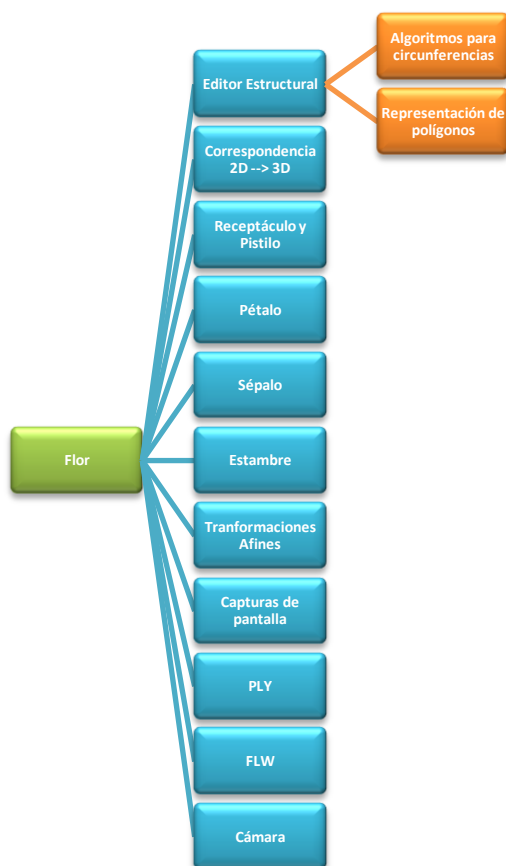 Algoritmos para
circunferencias
Editor Estructural
Representación de
polígonos
Correspondencia
2D --> 3D
Receptáculo y
Pistilo
Pétalo
Sépalo
Flor
Estambre
Tranformaciones
Afines
Capturas de
pantalla
PLY
FLW
Cámara